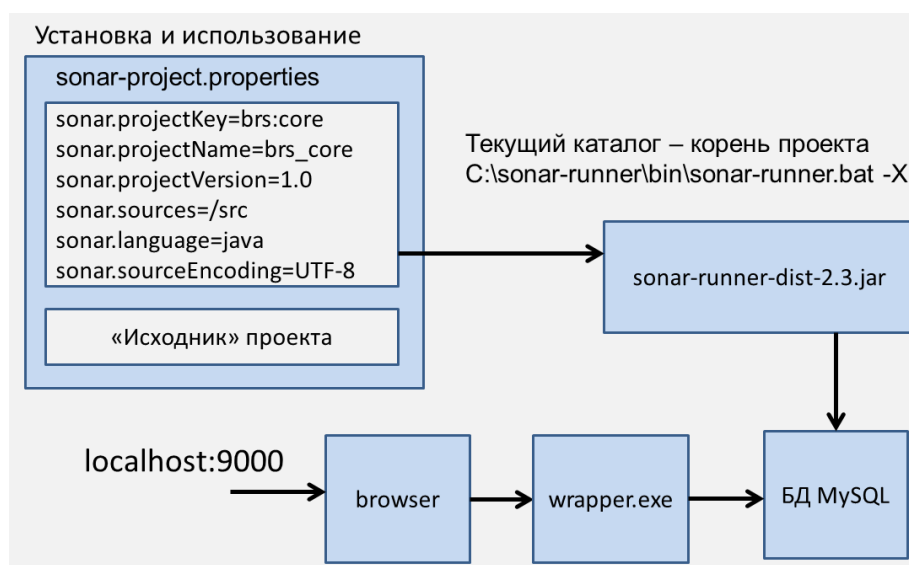 Установка и использование
sonar-project.properties
sonar.projectKey=brs:core
sonar.projectName=brs_core
sonar.projectVersion=1.0
sonar.sources=/src
sonar.language=java
sonar.sourceEncoding=UTF-8
«Исходник» проекта
Текущий каталог – корень проекта
C:\sonar-runner\bin\sonar-runner.bat -X
sonar-runner-dist-2.3.jar
localhost:9000
browser
wrapper.exe
БД MySQL